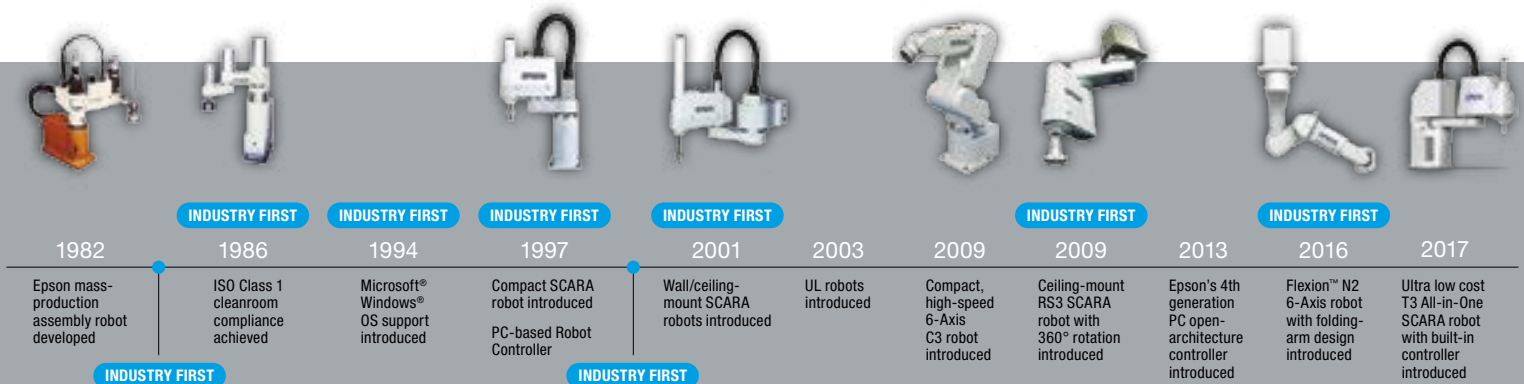 INDUSTRY FIRST
INDUSTRY FIRST
INDUSTRY FIRST
INDUSTRY FIRST
INDUSTRY FIRST
INDUSTRY FIRST
1982
1986
1994
1997
2001
2003
2009
2009
2013
2016
2017
Epson mass-
production
assembly robot
developed
ISO Class 1
cleanroom
compliance
achieved
Microsoft®
Windows®
OS support
introduced
Compact SCARA
robot introduced
PC-based Robot
Controller
Wall/ceiling-
mount SCARA
robots introduced
UL robots
introduced
Compact,
high-speed
6-Axis
C3 robot
introduced
Ceiling-mount
RS3 SCARA
robot with
360° rotation
introduced
Epson's 4th
generation
PC open-
architecture
controller
introduced
Flexion™ N2
6-Axis robot
with folding-
arm design
introduced
Ultra low cost
T3 All-in-One
SCARA robot
with built-in
controller
introduced
INDUSTRY FIRST
INDUSTRY FIRST